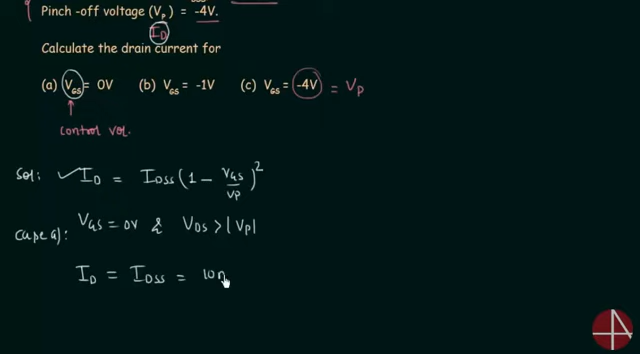 Pinch -off voltage (VP) = -4V.
ID
Calculate the drain current for
(a) VGS = 0V (b) VGS = -1V (c) VGS = -4V = VP
control vol.
Sol: ✓ ID = IDSS (1 - VGS/VP)²
Case a): VGS = 0V & VDS > |VP|
ID = IDSS = 10m